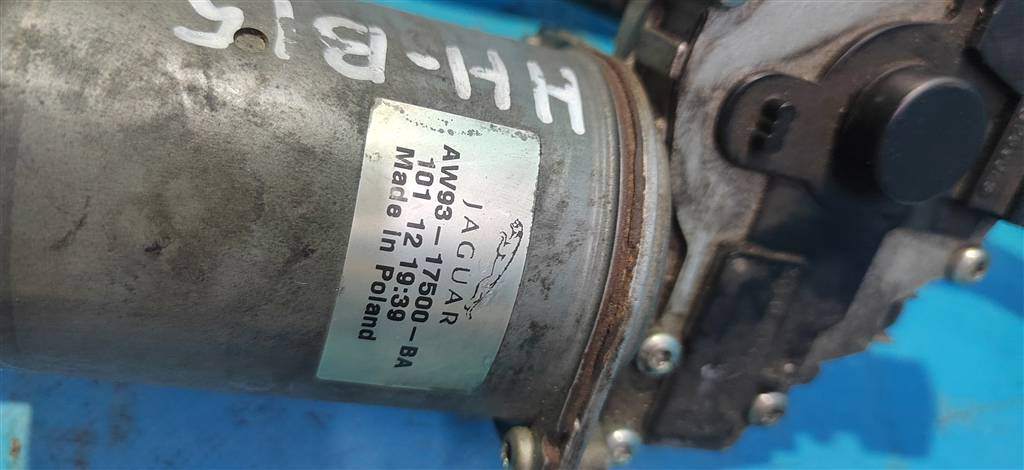 JAGUAR
AW93-17500-BA
101 12 19:39
Made in Poland
HH-B15